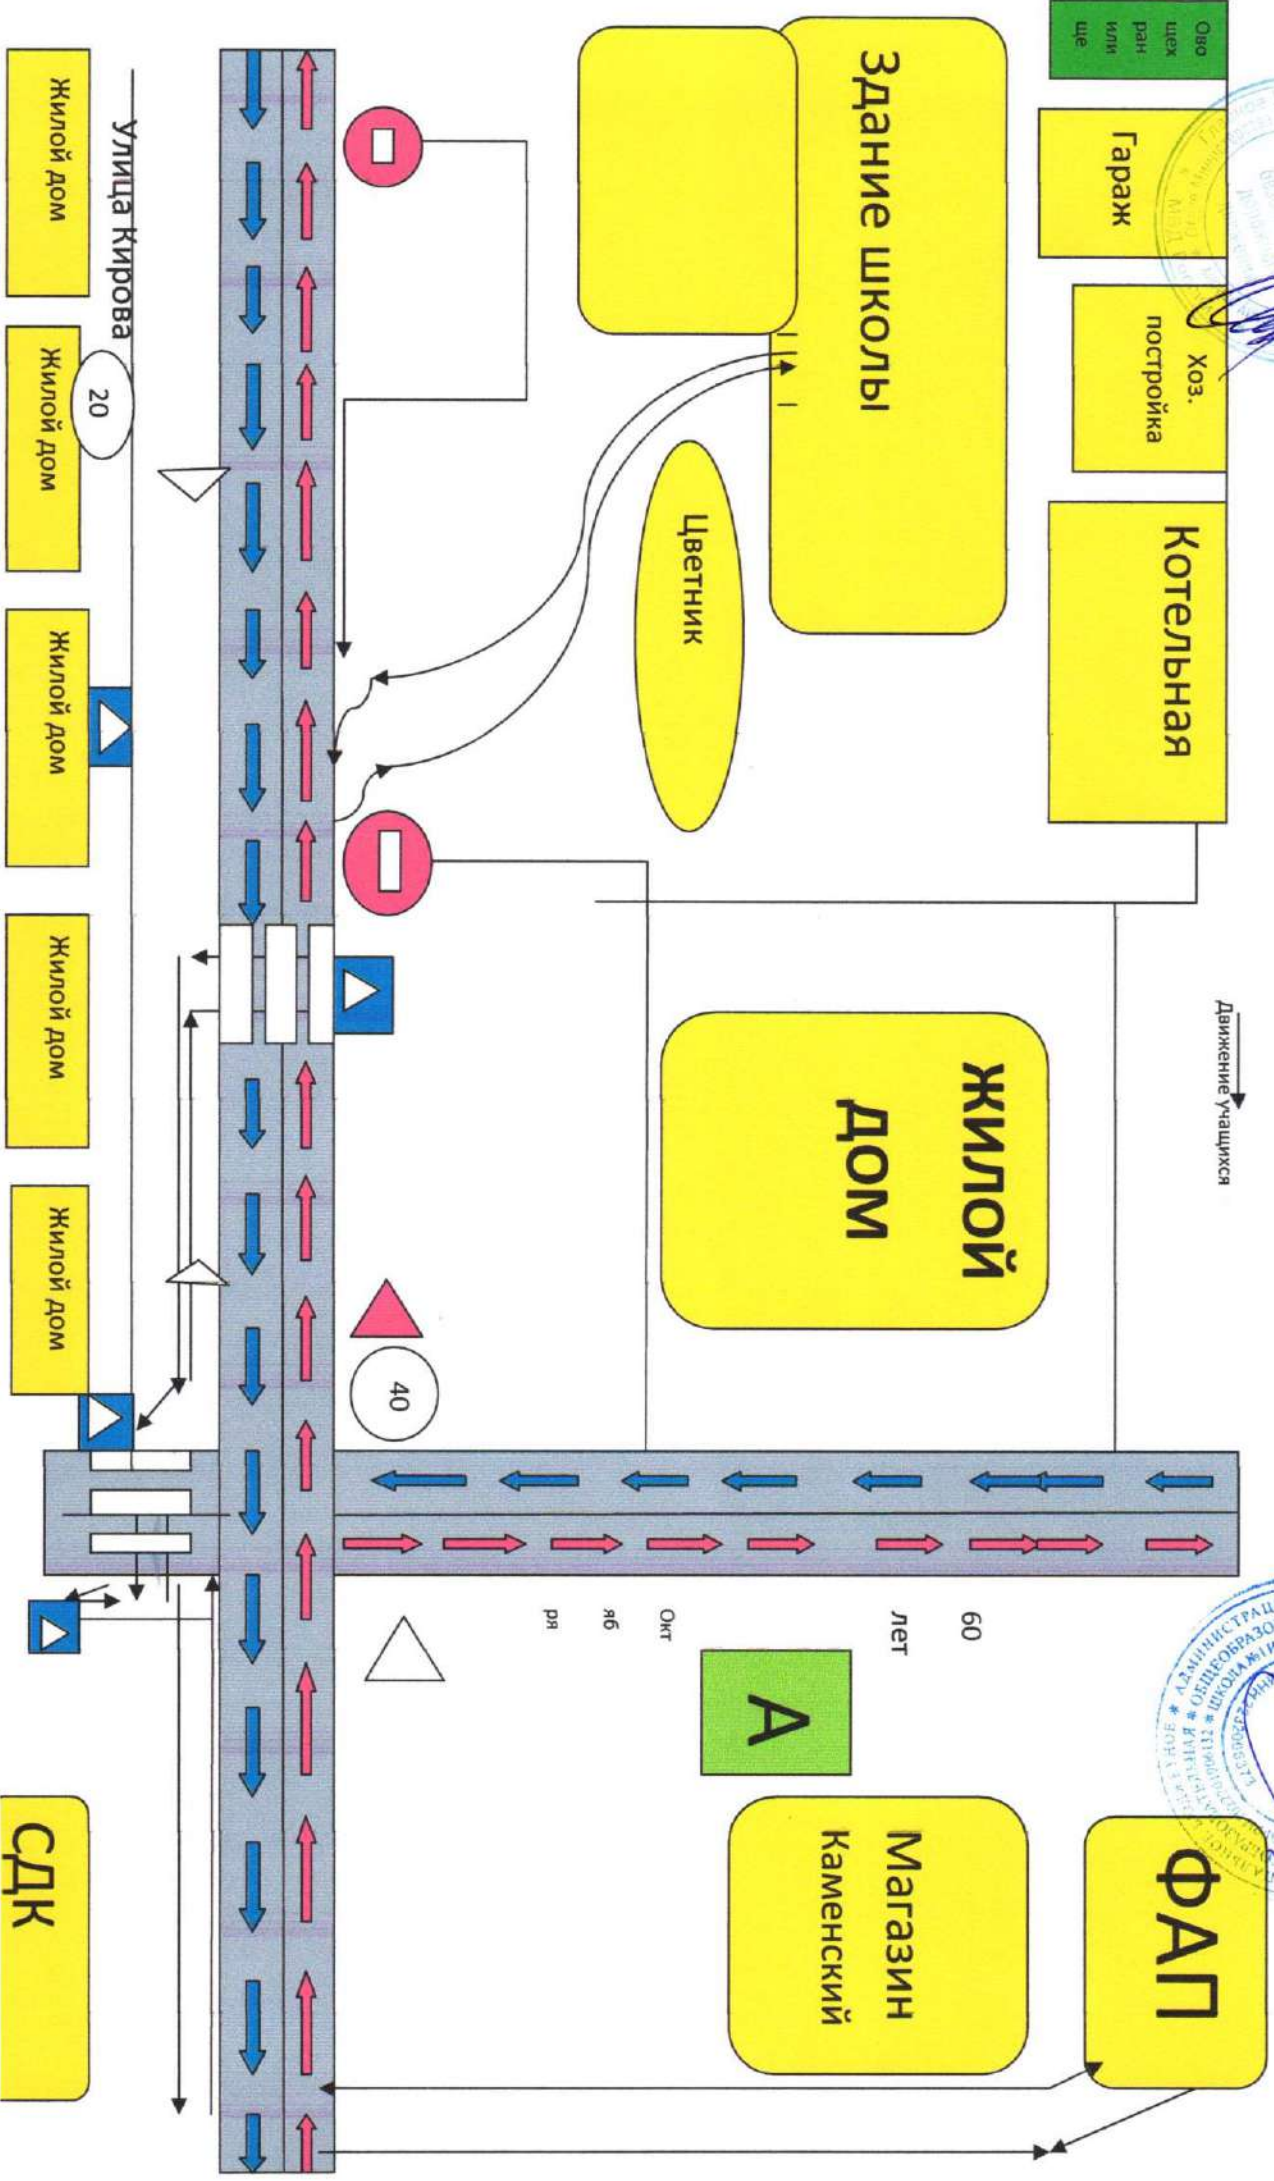 Ово
щех
ран
или
ще
Гараж
Хоз.
постройка
Котельная
Движение учащихся
ФАП
Здание школы
Цветник
ЖИЛОЙ
ДОМ
60
лет
Окт
яб
ря
А
Магазин
Каменский
40
Улица Кирова
20
Жилой дом
Жилой дом
Жилой дом
Жилой дом
Жилой дом
СДК